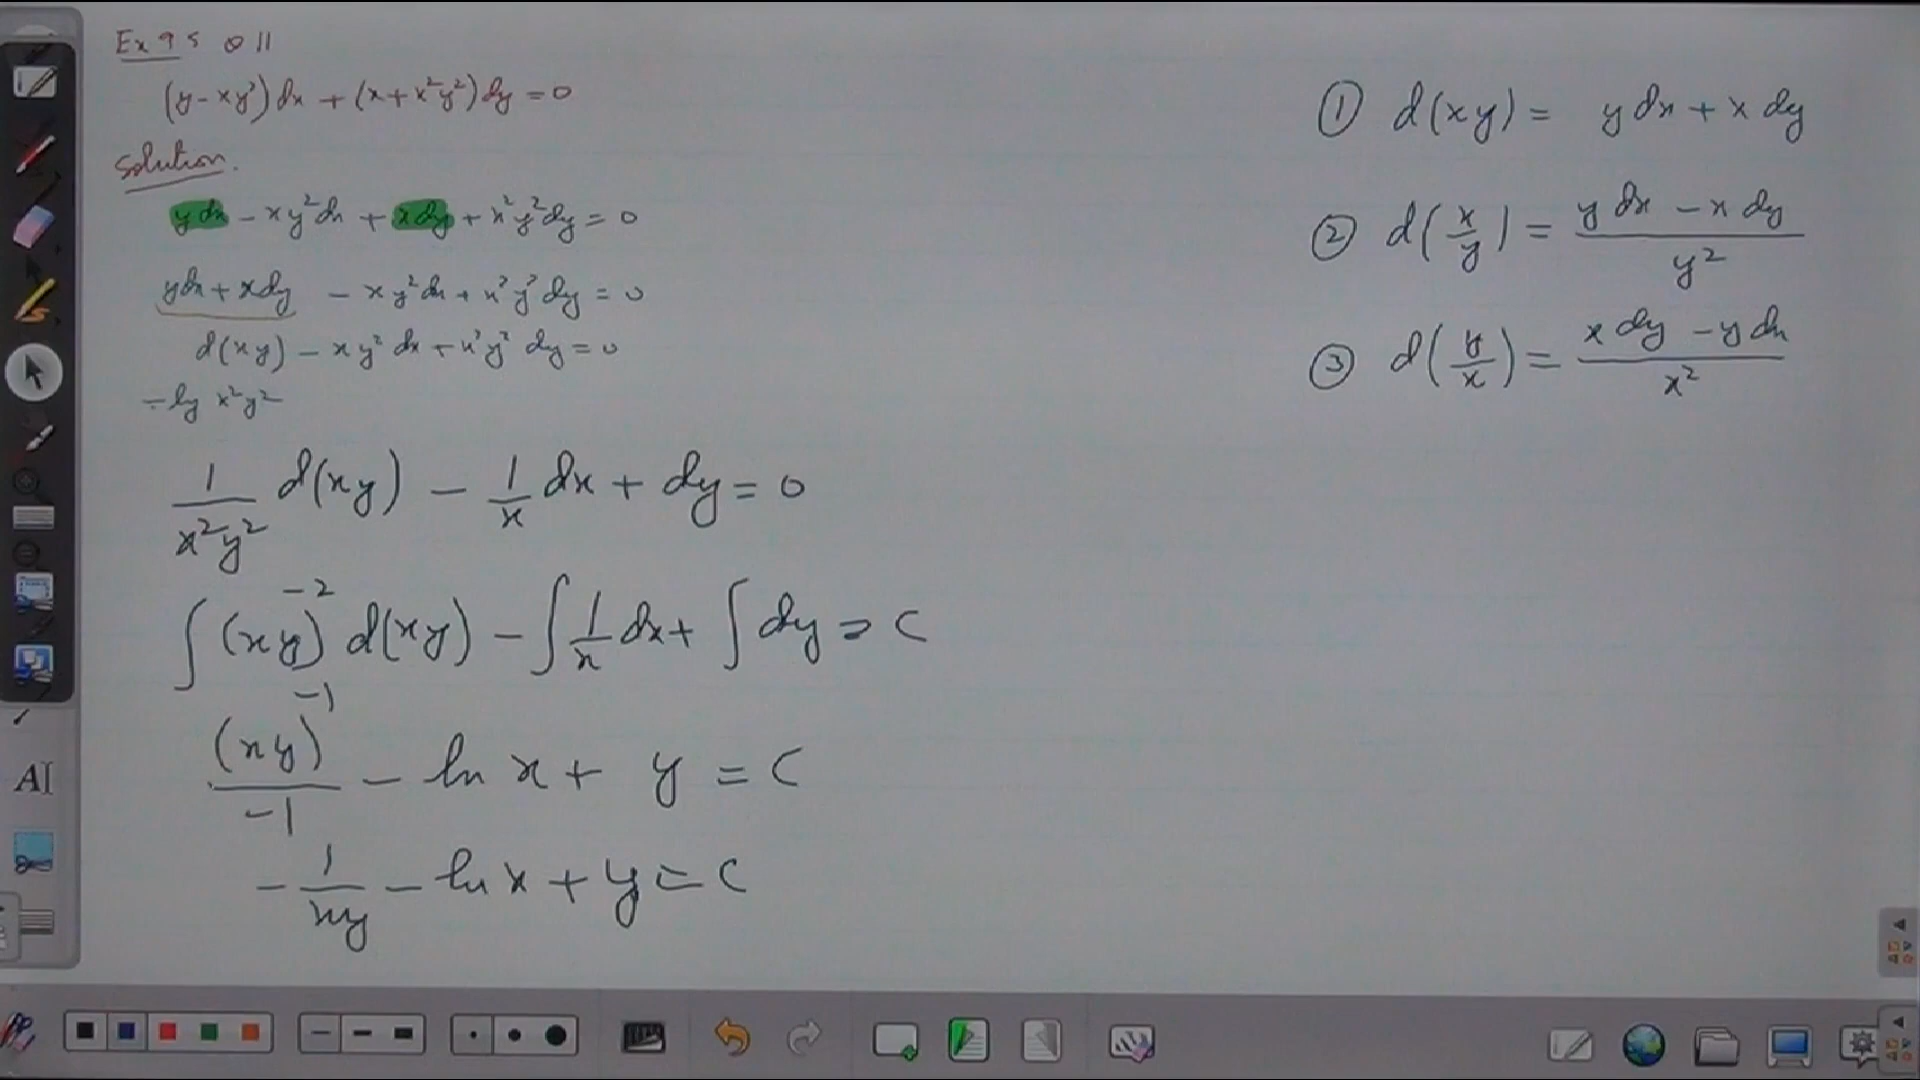 Ex 9 5 Q 11
(y - xy²) dx + (x + x²y²) dy = 0
Solution.
y dx - xy² dx + x dy + x²y² dy = 0
ydx + xdy - xy² dx + x²y² dy = 0
d(xy) - xy² dx + x²y² dy = 0
÷ by x²y²
1/x²y² d(xy) - 1/x dx + dy = 0
∫ (xy)⁻² d(xy) - ∫ 1/x dx + ∫ dy = C
(xy)⁻¹/-1 - ln x + y = C
- 1/xy - ln x + y = C
① d(xy) = y dx + x dy
② d(x/y) = y dx - x dy / y²
③ d(y/x) = x dy - y dx / x²
A